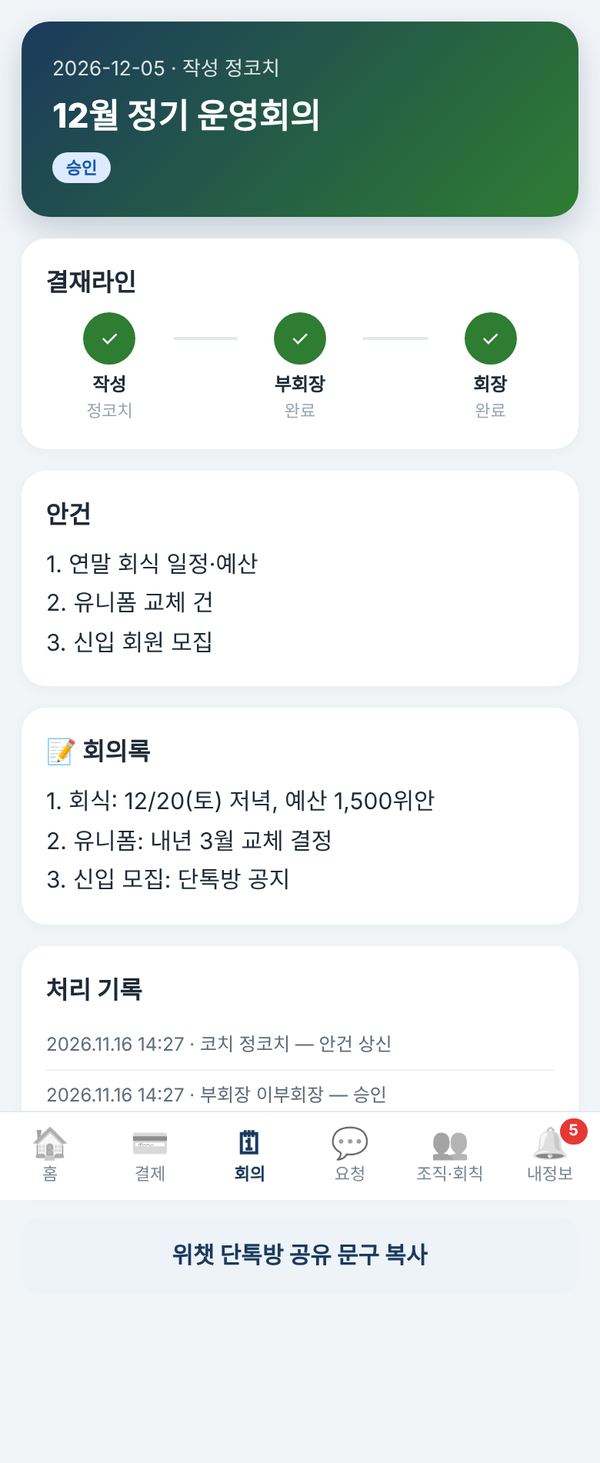 2026-12-05 · 작성 정코치
12월 정기 운영회의
승인
결재라인
작성
부회장
회장
정코치
완료
완료
안건
1. 연말 회식 일정·예산
2. 유니폼 교체 건
3. 신입 회원 모집
📝 회의록
1. 회식: 12/20(토) 저녁, 예산 1,500위안
2. 유니폼: 내년 3월 교체 결정
3. 신입 모집: 단톡방 공지
처리 기록
2026.11.16 14:27 · 코치 정코치 — 안건 상신
2026.11.16 14:27 · 부회장 이부회장 — 승인
5
홈
결제
회의
요청
조직·회칙
내정보
위챗 단톡방 공유 문구 복사